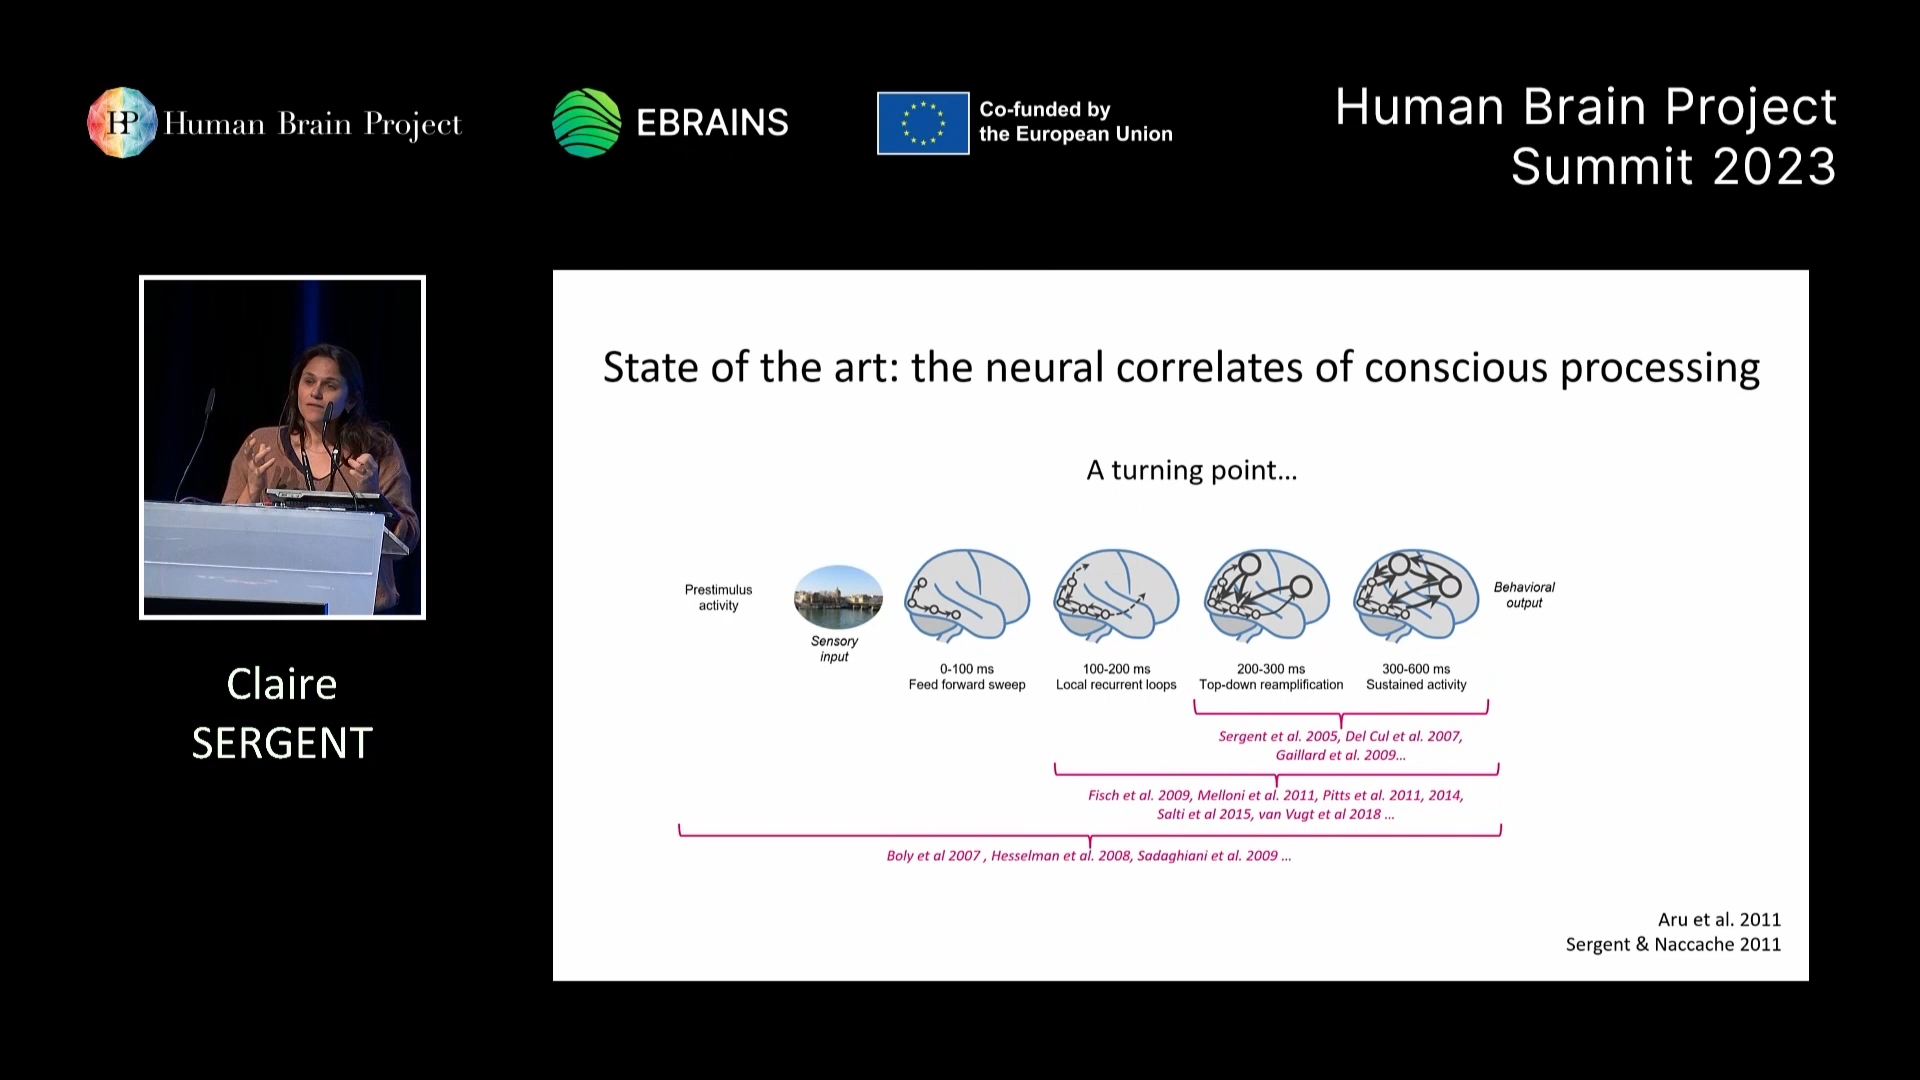 HP Human Brain Project
EBRAINS
Co-funded by
the European Union
Human Brain Project
Summit 2023
Claire
SERGENT
State of the art: the neural correlates of conscious processing
A turning point...
Prestimulus
activity
Sensory
input
0-100 ms
Feed forward sweep
100-200 ms
Local recurrent loops
200-300 ms
Top-down reamplification
300-600 ms
Sustained activity
Behavioral
output
Sergent et al. 2005, Del Cul et al. 2007,
Gaillard et al. 2009...
Fisch et al. 2009, Melloni et al. 2011, Pitts et al. 2011, 2014,
Salti et al 2015, van Vugt et al 2018 ...
Boly et al 2007 , Hesselman et al. 2008, Sadaghiani et al. 2009 ...
Aru et al. 2011
Sergent & Naccache 2011